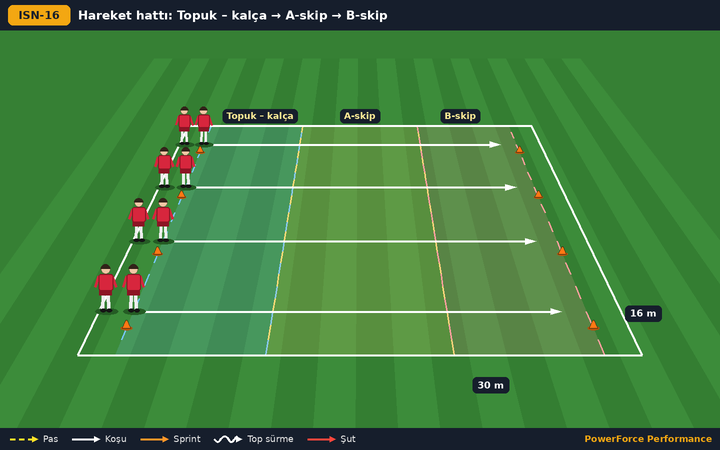 ISN-16 Hareket hattı: Topuk – kalça → A-skip → B-skip
Topuk – kalça A-skip B-skip
16 m
30 m
Pas Koşu Sprint Top sürme Şut PowerForce Performance